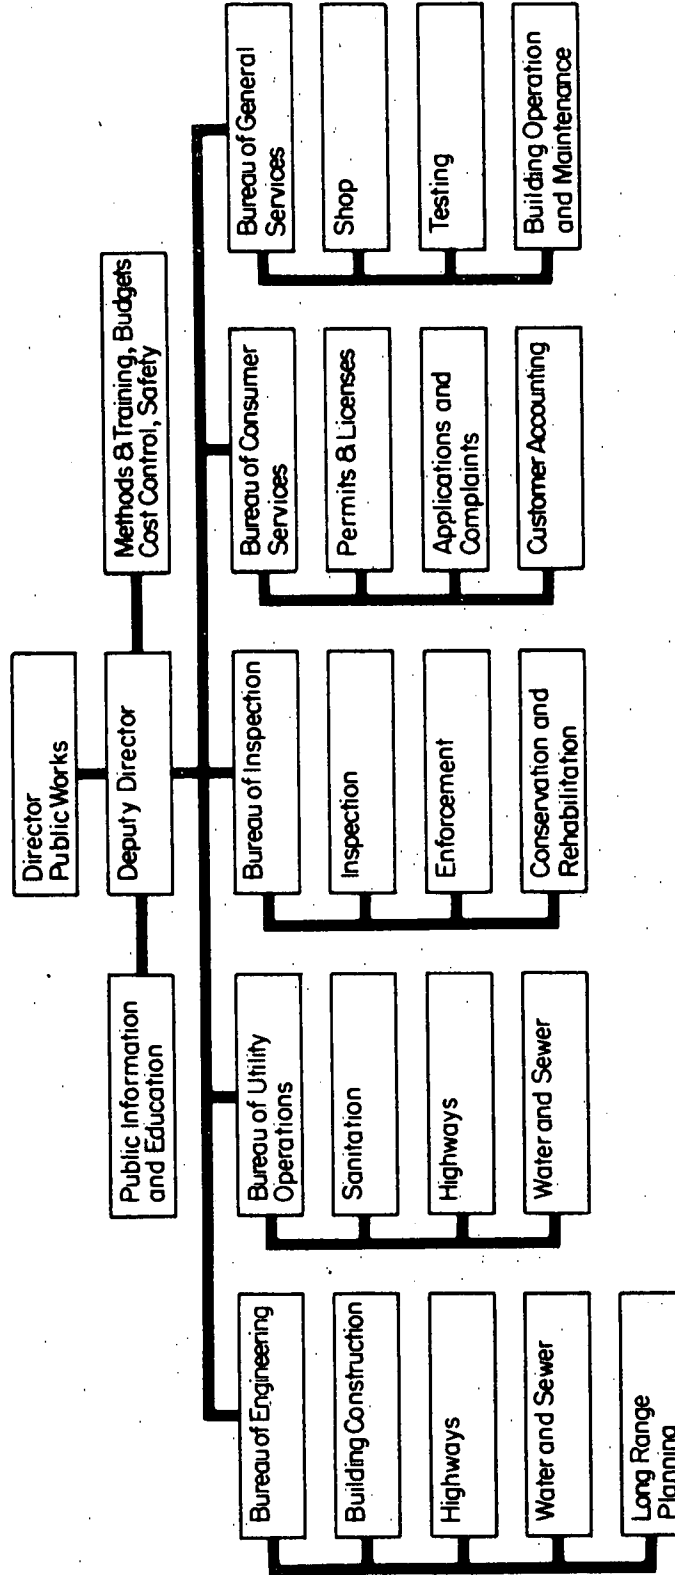 Director
Public Works
Public Information
and Education
Deputy Director
Methods & Training, Budgets
Cost Control, Safety
Bureau of Engineering
Building Construction
Highways
Water and Sewer
Long Range
Planning
Bureau of Utility
Operations
Sanitation
Highways
Water and Sewer
Bureau of Inspection
Inspection
Enforcement
Conservation and
Rehabilitation
Bureau of Consumer
Services
Permits & Licenses
Applications and
Complaints
Customer Accounting
Bureau of General
Services
Shop
Testing
Building Operation
and Maintenance